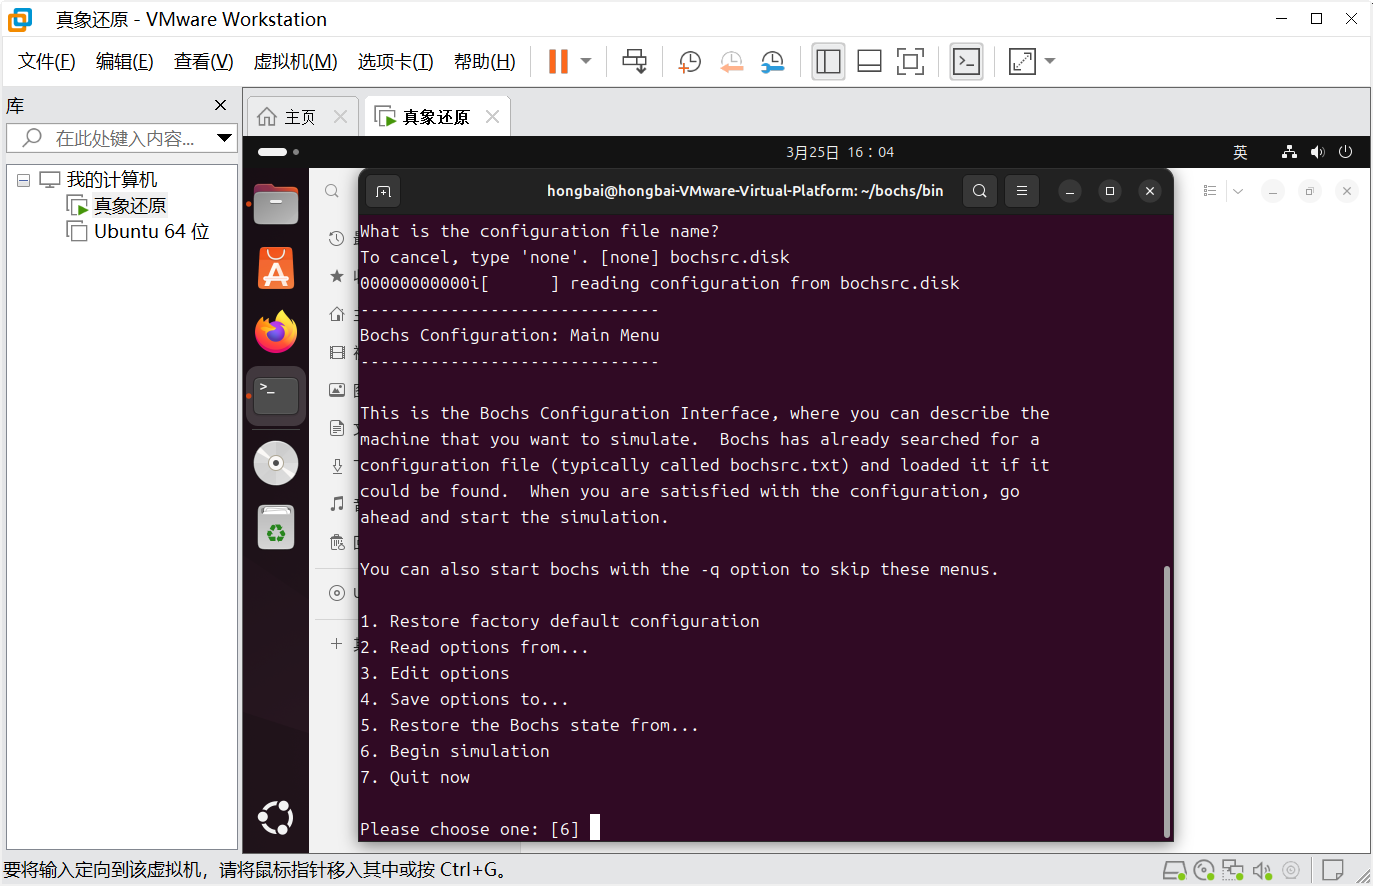 真象还原 - VMware Workstation
文件(F) 编辑(E) 查看(V) 虚拟机(M) 选项卡(T) 帮助(H)
库
在此处键入内容...
我的计算机
真象还原
Ubuntu 64 位
主页
真象还原
3月25日 16：04
英
hongbai@hongbai-VMware-Virtual-Platform: ~/bochs/bin
What is the configuration file name?
To cancel, type 'none'. [none] bochsrc.disk
00000000000i[      ] reading configuration from bochsrc.disk
------------------------------
Bochs Configuration: Main Menu
------------------------------
This is the Bochs Configuration Interface, where you can describe the
machine that you want to simulate.  Bochs has already searched for a
configuration file (typically called bochsrc.txt) and loaded it if it
could be found.  When you are satisfied with the configuration, go
ahead and start the simulation.
You can also start bochs with the -q option to skip these menus.
1. Restore factory default configuration
2. Read options from...
3. Edit options
4. Save options to...
5. Restore the Bochs state from...
6. Begin simulation
7. Quit now
Please choose one: [6]
要将输入定向到该虚拟机，请将鼠标指针移入其中或按 Ctrl+G。